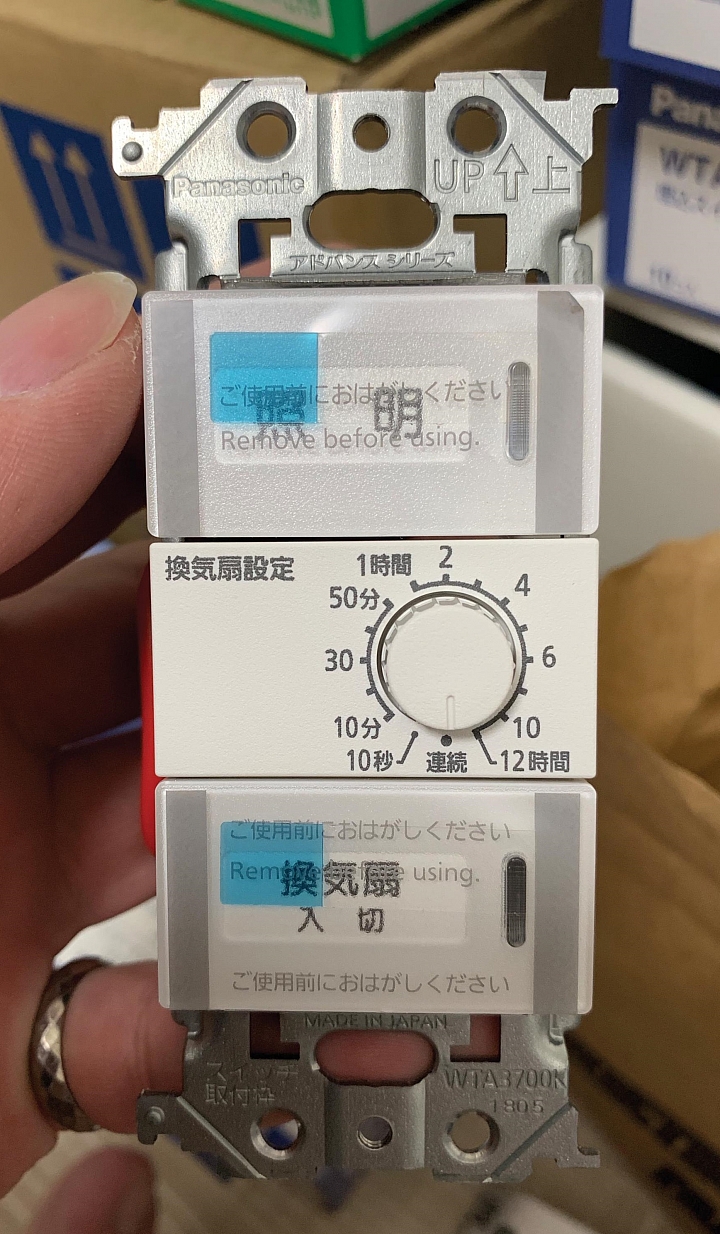 Pana
WTA
Panasonic
UP 上
アドバンスシリーズ
ご使用前におはがしください
照 明
Remove before using.
換気扇設定
1時間
2
4
50分
30
6
10分
10
10秒
連続
12時間
ご使用前におはがしください
Remove before using.
換気扇
入 切
ご使用前におはがしください
MADE IN JAPAN
スイッチ
取付枠
WTA3700K
1805